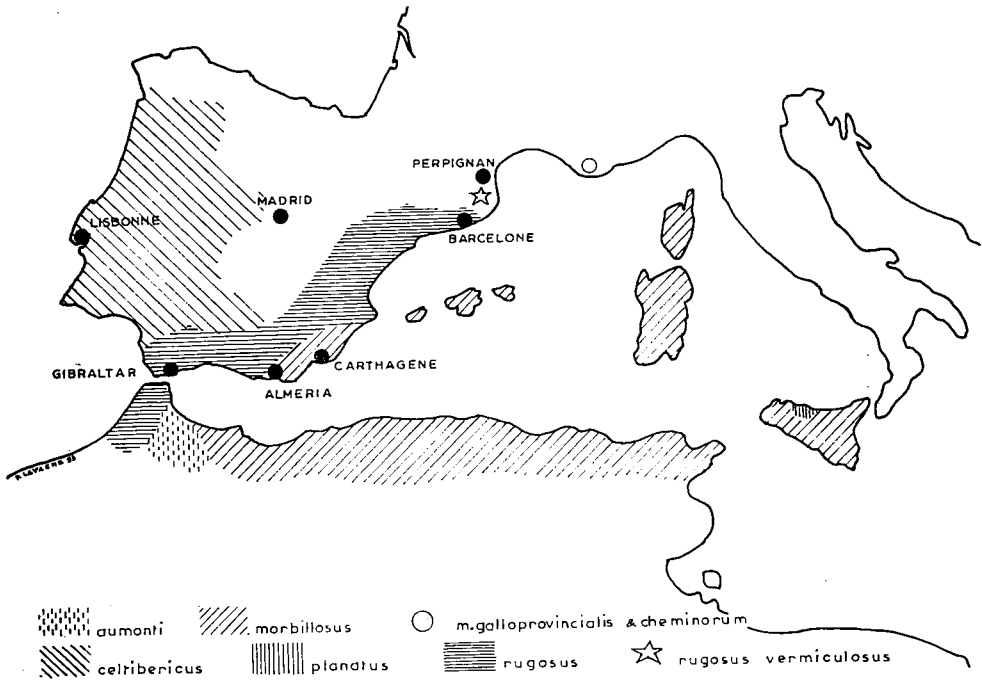 PERPIGNAN
MADRID
LISBONNE
BARCELONE
CARTHAGENE
GIBRALTAR
ALMERIA
aumonti
morbillosus
m.galloprovincialis & cheminorum
celtibericus
planatus
rugosus
rugosus vermiculosus